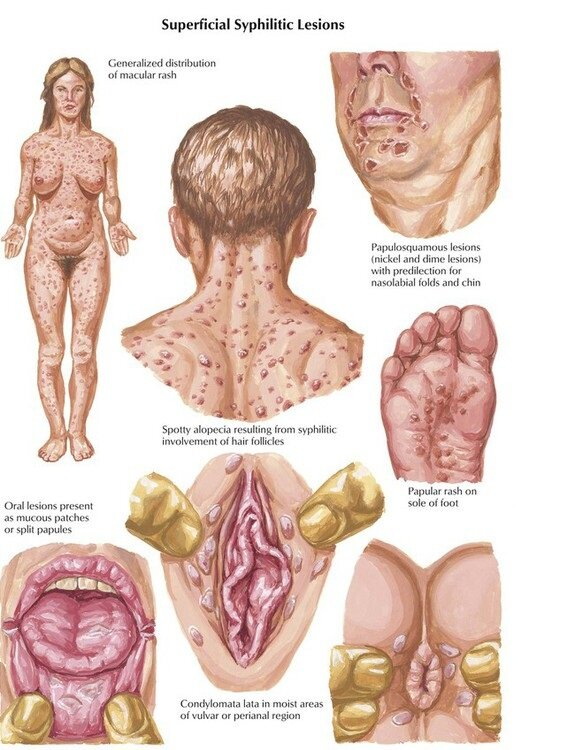 Superficial Syphilitic Lesions
Generalized distribution
of macular rash
Papulosquamous lesions
(nickel and dime lesions)
with predilection for
nasolabial folds and chin
Spotty alopecia resulting from syphilitic
involvement of hair follicles
Papular rash on
sole of foot
Oral lesions present
as mucous patches
or split papules
Condylomata lata in moist areas
of vulvar or perianal region